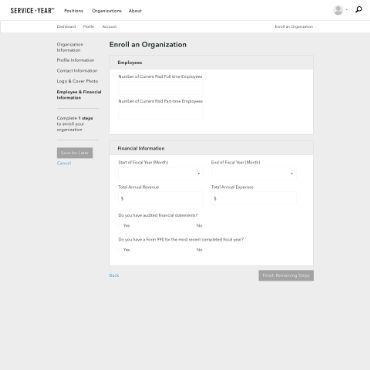 SERVICE★YEAR™ Positions Organizations About
Dashboard Profile Account Enroll an Organization
Organization
Information
Profile Information
Contact Information
Logo & Cover Photo
Employee & Financial
Information
Complete 1 steps
to enroll your
organization
Save for Later
Cancel
Enroll an Organization
Employees
Number of Current Paid Full-time Employees
Number of Current Paid Part-time Employees
Financial Information
Start of Fiscal Year (Month) End of Fiscal Year (Month)
Total Annual Revenue Total Annual Expenses
$ $
Do you have audited financial statements?
Yes No
Do you have a Form 990 for the most recent completed fiscal year?
Yes No
Back Finish Remaining Steps